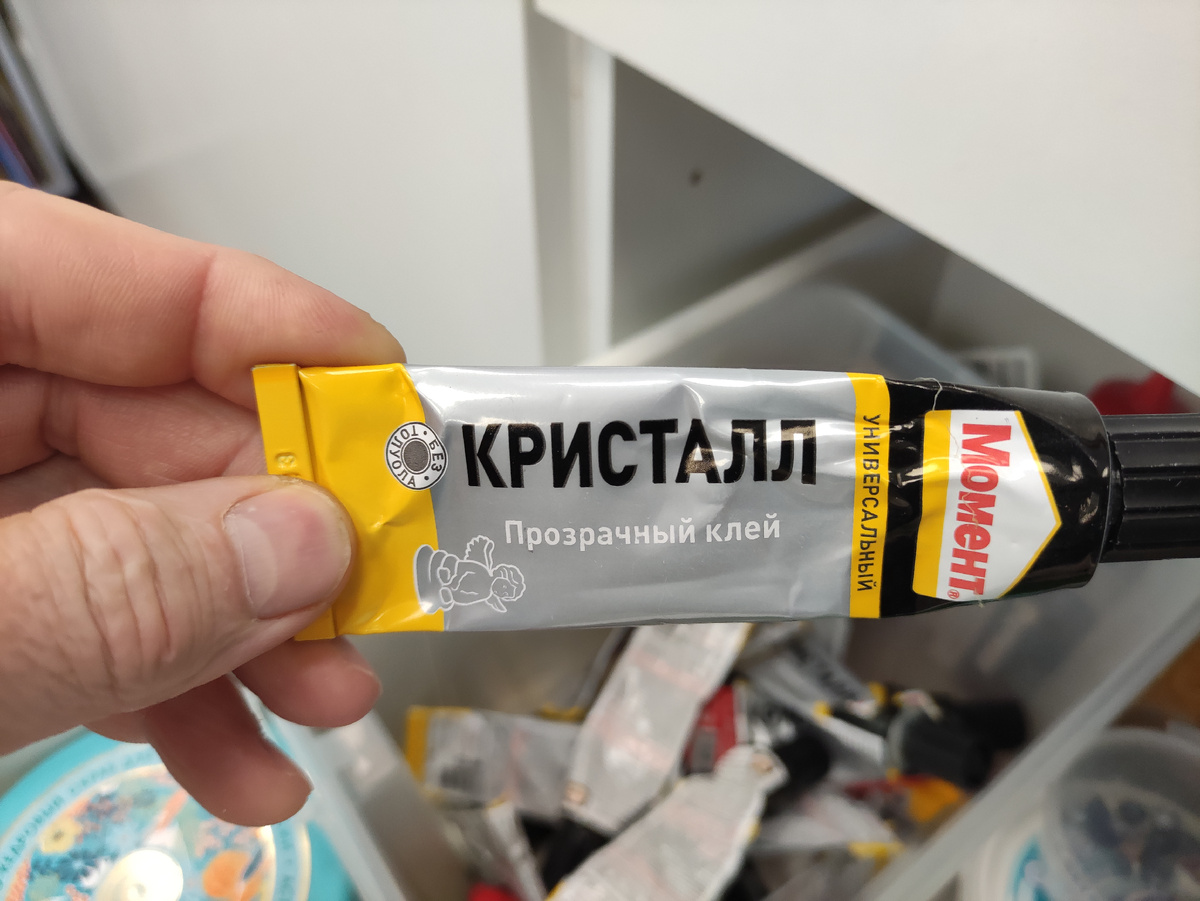 БЕЗ ТОЛУОЛА
КРИСТАЛЛ
Прозрачный клей
УНИВЕРСАЛЬНЫЙ
Момент®